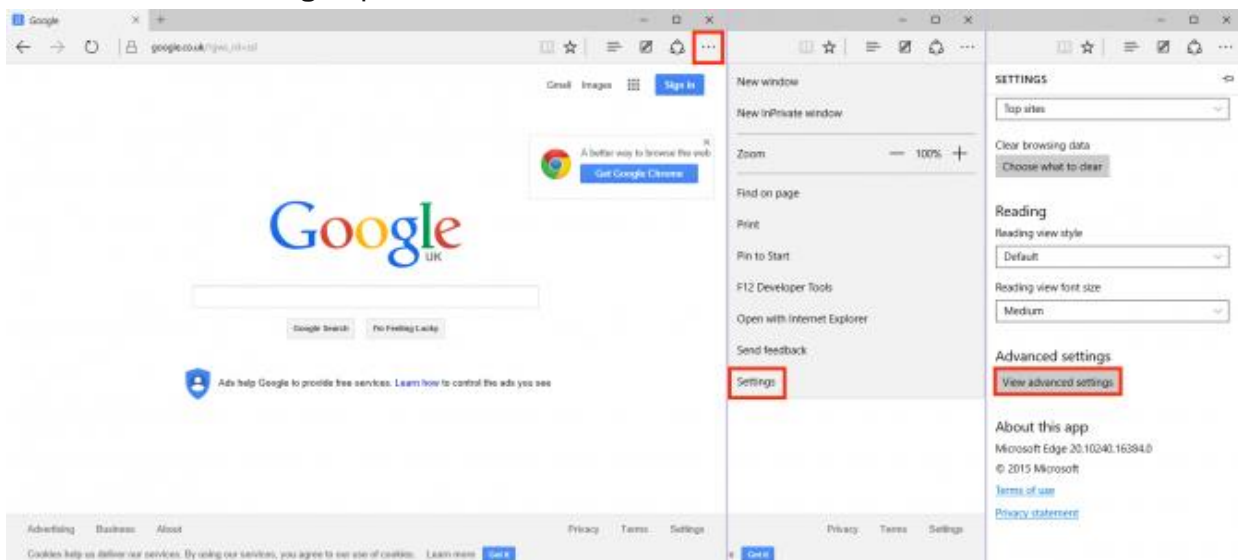 Google
google.co.uk/?gws_rd=ssl
Gmail Images
Sign in
A better way to browse the web
Get Google Chrome
Google
UK
Google Search
I'm Feeling Lucky
Ads help Google to provide free services. Learn how to control the ads you see
Advertising Business About
Privacy Terms Settings
Cookies help us deliver our services. By using our services, you agree to our use of cookies. Learn more Got it
New window
New InPrivate window
Zoom
100%
Find on page
Print
Pin to Start
F12 Developer Tools
Open with Internet Explorer
Send feedback
Settings
Privacy Terms Settings
Got it
SETTINGS
Top sites
Clear browsing data
Choose what to clear
Reading
Reading view style
Default
Reading view font size
Medium
Advanced settings
View advanced settings
About this app
Microsoft Edge 20.10240.16384.0
© 2015 Microsoft
Terms of use
Privacy statement